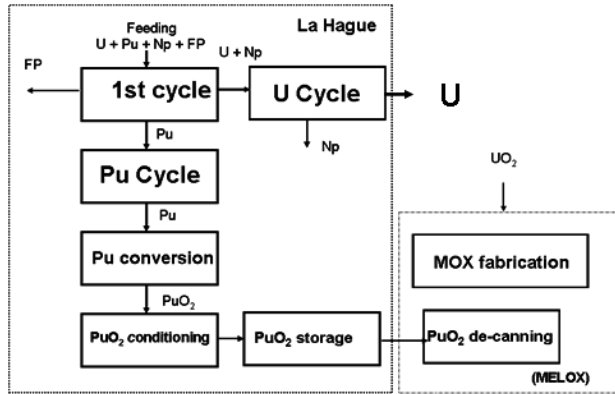 La Hague
Feeding
U + Pu + Np + FP
U + Np
FP
1st cycle
U Cycle
U
Pu
Np
Pu Cycle
UO₂
Pu
Pu conversion
MOX fabrication
PuO₂
PuO₂ conditioning
PuO₂ storage
PuO₂ de-canning
(MELOX)